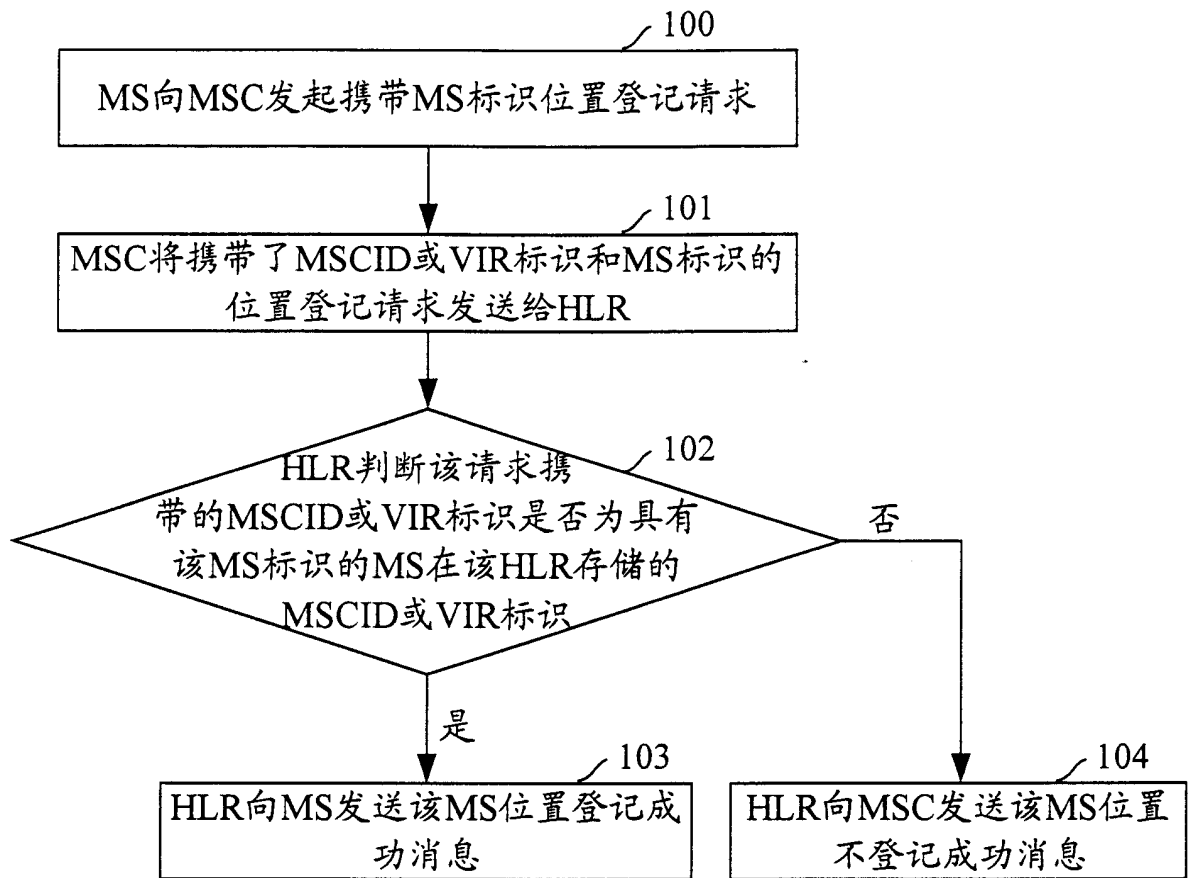 100
MS向MSC发起携带MS标识位置登记请求
101
MSC将携带了MSCID或VIR标识和MS标识的
位置登记请求发送给HLR
102
HLR判断该请求携
带的MSCID或VIR标识是否为具有
该MS标识的MS在该HLR存储的
MSCID或VIR标识
否
是
103
HLR向MS发送该MS位置登记成
功消息
104
HLR向MSC发送该MS位置
不登记成功消息